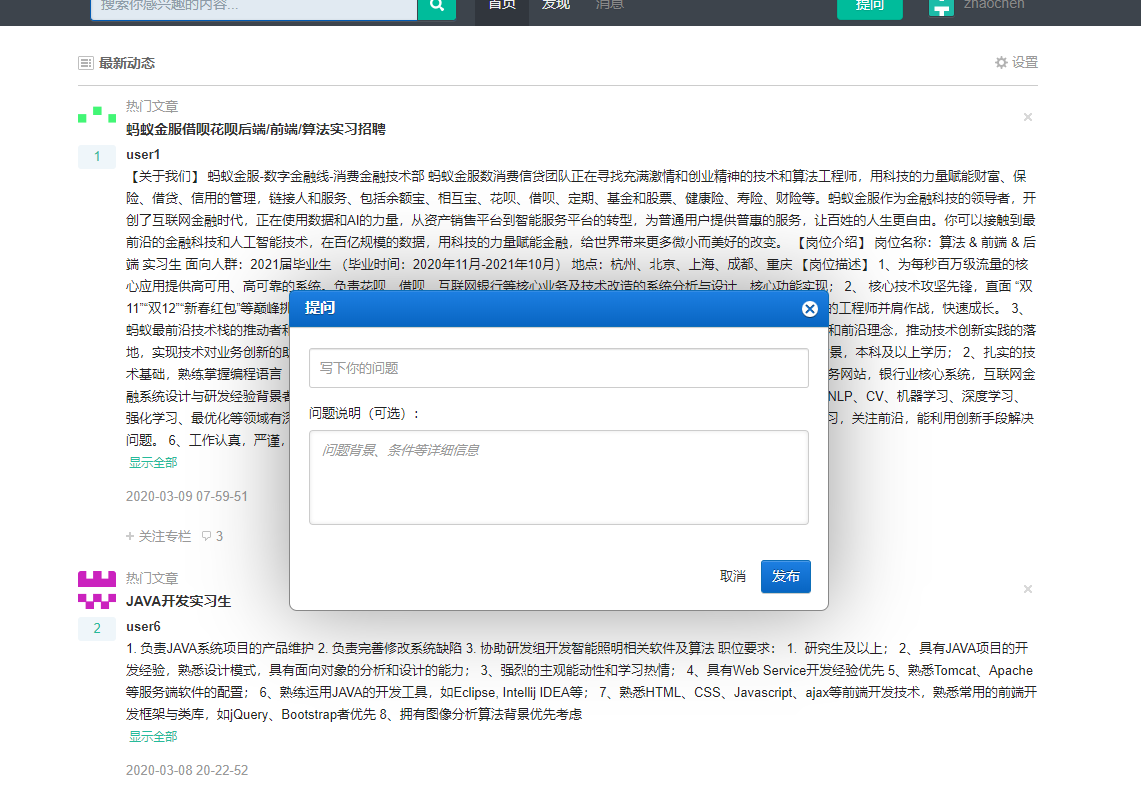 搜索你感兴趣的内容...
首页 发现 消息
提问 zhaochen
最新动态
设置
热门文章
蚂蚁金服借呗花呗后端/前端/算法实习招聘
1
user1
【关于我们】 蚂蚁金服-数字金融线-消费金融技术部 蚂蚁金服数消费信贷团队正在寻找充满激情和创业精神的技术和算法工程师，用科技的力量赋能财富、保
险、借贷、信用的管理，链接人和服务、包括余额宝、相互宝、花呗、借呗、定期、基金和股票、健康险、寿险、财险等。蚂蚁金服作为金融科技的领导者，开
创了互联网金融时代，正在使用数据和AI的力量，从资产销售平台到智能服务平台的转型，为普通用户提供普惠的服务，让百姓的人生更自由。你可以接触到最
前沿的金融科技和人工智能技术，在百亿规模的数据，用科技的力量赋能金融，给世界带来更多微小而美好的改变。 【岗位介绍】 岗位名称：算法 & 前端 & 后
端 实习生 面向人群：2021届毕业生 （毕业时间：2020年11月-2021年10月） 地点：杭州、北京、上海、成都、重庆 【岗位描述】 1、为每秒百万级流量的核
心应用提供高可用、高可靠的系统。负责花呗、借呗、互联网银行等核心业务及技术改造的系统分析与设计、核心功能实现； 2、 核心技术攻坚先锋，直面 “双
11”“双12”“新春红包”等巅峰挑 的工程师并肩作战，快速成长。 3、
蚂蚁最前沿技术栈的推动者和 和前沿理念，推动技术创新实践的落
地，实现技术对业务创新的助 景，本科及以上学历； 2、扎实的技
术基础，熟练掌握编程语言 务网站，银行业核心系统，互联网金
融系统设计与研发经验背景者 NLP、CV、机器学习、深度学习、
强化学习、最优化等领域有深 习，关注前沿，能利用创新手段解决
问题。 6、工作认真，严谨，
显示全部
2020-03-09 07-59-51
+ 关注专栏 3
提问
写下你的问题
问题说明（可选）:
问题背景、条件等详细信息
取消 发布
热门文章
JAVA开发实习生
2
user6
1. 负责JAVA系统项目的产品维护 2. 负责完善修改系统缺陷 3. 协助研发组开发智能照明相关软件及算法 职位要求： 1. 研究生及以上； 2、具有JAVA项目的开
发经验，熟悉设计模式，具有面向对象的分析和设计的能力； 3、强烈的主观能动性和学习热情； 4、具有Web Service开发经验优先 5、熟悉Tomcat、Apache
等服务端软件的配置； 6、熟练运用JAVA的开发工具，如Eclipse, Intellij IDEA等； 7、熟悉HTML、CSS、Javascript、ajax等前端开发技术，熟悉常用的前端开
发框架与类库，如jQuery、Bootstrap者优先 8、拥有图像分析算法背景优先考虑
显示全部
2020-03-08 20-22-52